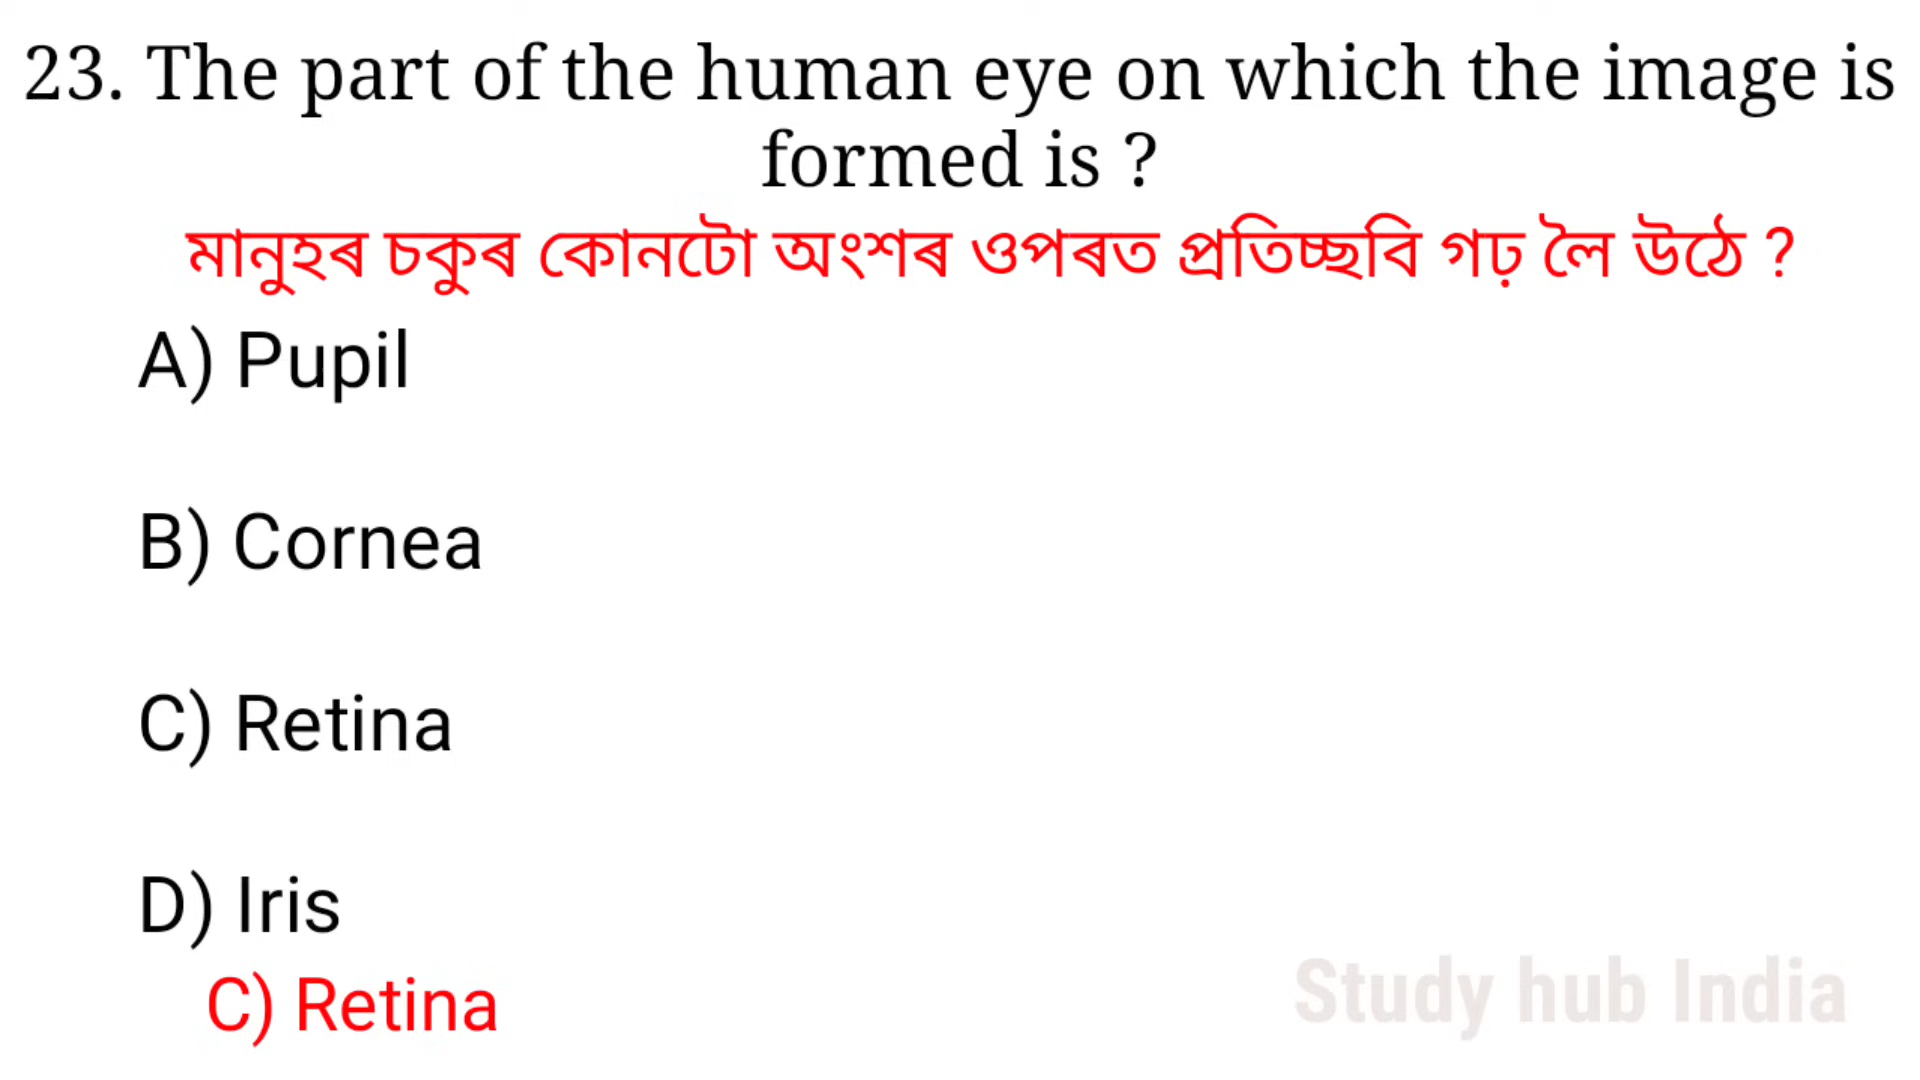 23. The part of the human eye on which the image is
formed is ?
মানুহৰ চকুৰ কোনটো অংশৰ ওপৰত প্ৰতিচ্ছবি গঢ় লৈ উঠে ?
A) Pupil
B) Cornea
C) Retina
D) Iris
C) Retina
Study hub India